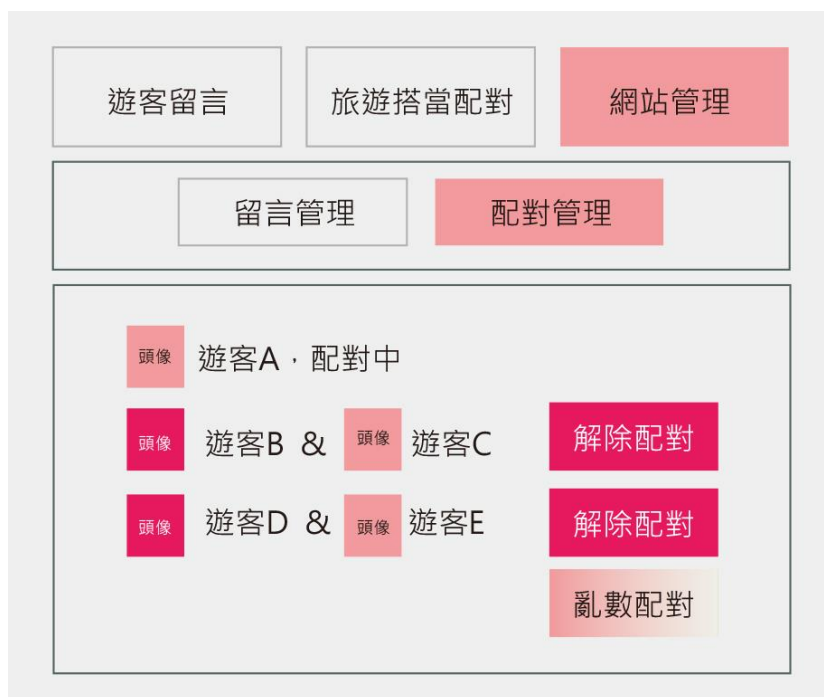 遊客留言 旅遊搭當配對 網站管理
留言管理 配對管理
頭像 遊客A，配對中
頭像 遊客B & 頭像 遊客C 解除配對
頭像 遊客D & 頭像 遊客E 解除配對
亂數配對